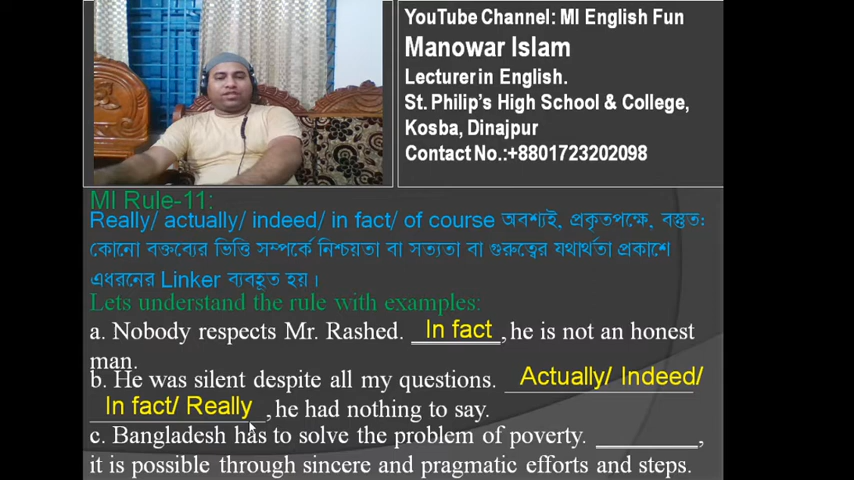 YouTube Channel: MI English Fun
Manowar Islam
Lecturer in English.
St. Philip's High School & College,
Kosba, Dinajpur
Contact No.:+8801723202098
MI Rule-11:
Really/ actually/ indeed/ in fact/ of course অবশ্যই, প্রকৃতপক্ষে, বস্তুত:
কোনো বক্তব্যের ভিত্তি সম্পর্কে নিশ্চয়তা বা সত্যতা বা গুরুত্বের যথার্থতা প্রকাশে
এধরনের Linker ব্যবহৃত হয়।
Lets understand the rule with examples:
a. Nobody respects Mr. Rashed. In fact, he is not an honest
man.
b. He was silent despite all my questions. Actually/ Indeed/
In fact/ Really, he had nothing to say.
c. Bangladesh has to solve the problem of poverty. ________,
it is possible through sincere and pragmatic efforts and steps.